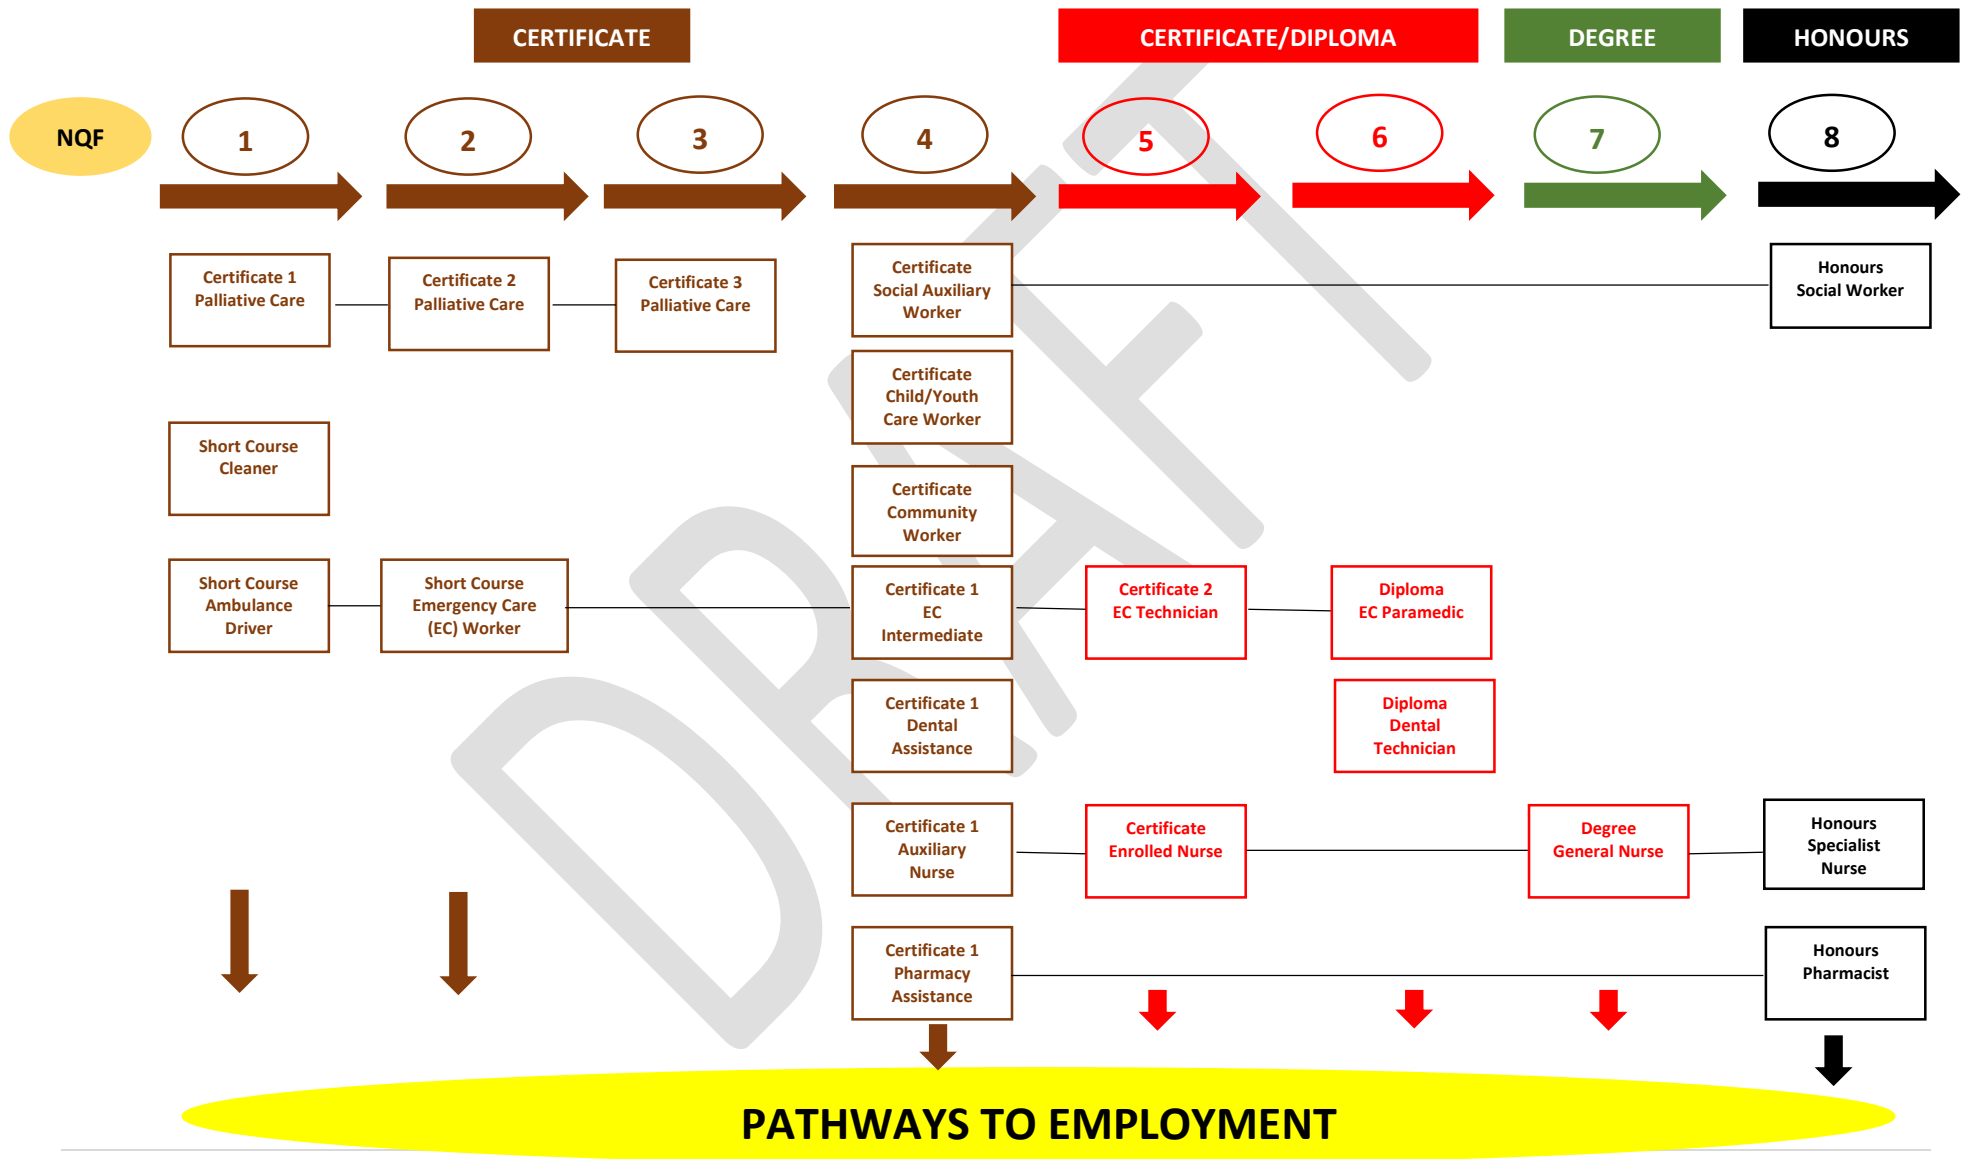 CERTIFICATE
CERTIFICATE/DIPLOMA
DEGREE
HONOURS
NQF
1
2
3
4
5
6
7
8
Certificate 1
Palliative Care
Certificate 2
Palliative Care
Certificate 3
Palliative Care
Certificate
Social Auxiliary
Worker
Honours
Social Worker
Certificate
Child/Youth
Care Worker
Short Course
Cleaner
Certificate
Community
Worker
Short Course
Ambulance
Driver
Short Course
Emergency Care
(EC) Worker
Certificate 1
EC
Intermediate
Certificate 2
EC Technician
Diploma
EC Paramedic
Certificate 1
Dental
Assistance
Diploma
Dental
Technician
Certificate 1
Auxiliary
Nurse
Certificate
Enrolled Nurse
Degree
General Nurse
Honours
Specialist
Nurse
Certificate 1
Pharmacy
Assistance
Honours
Pharmacist
PATHWAYS TO EMPLOYMENT
DRAFT